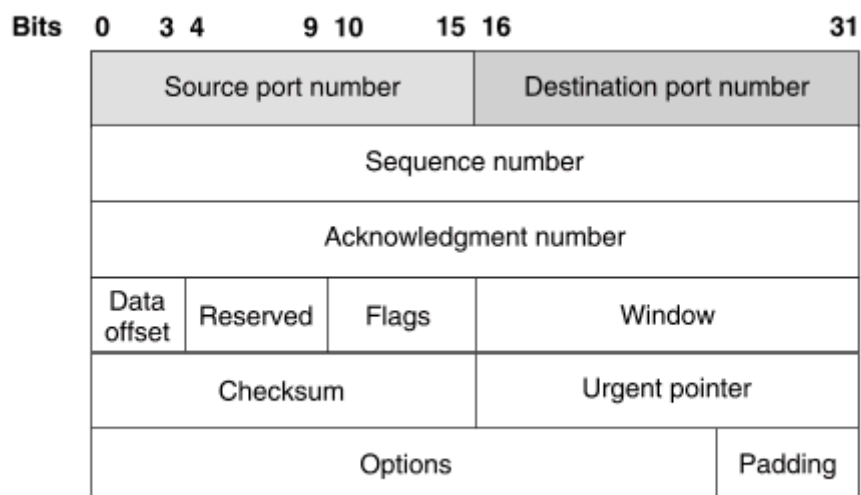 Bits 0 3 4 9 10 15 16 31
Source port number Destination port number
Sequence number
Acknowledgment number
Data offset Reserved Flags Window
Checksum Urgent pointer
Options Padding